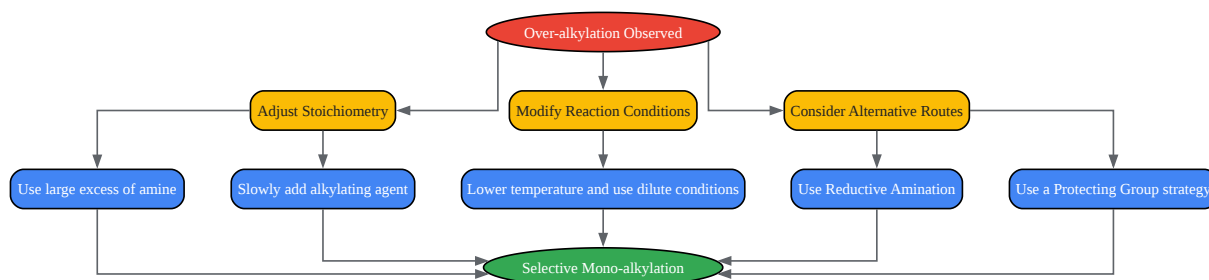 Over-alkylation Observed
Adjust Stoichiometry
Modify Reaction Conditions
Consider Alternative Routes
Use large excess of amine
Slowly add alkylating agent
Lower temperature and use dilute conditions
Use Reductive Amination
Use a Protecting Group strategy
Selective Mono-alkylation